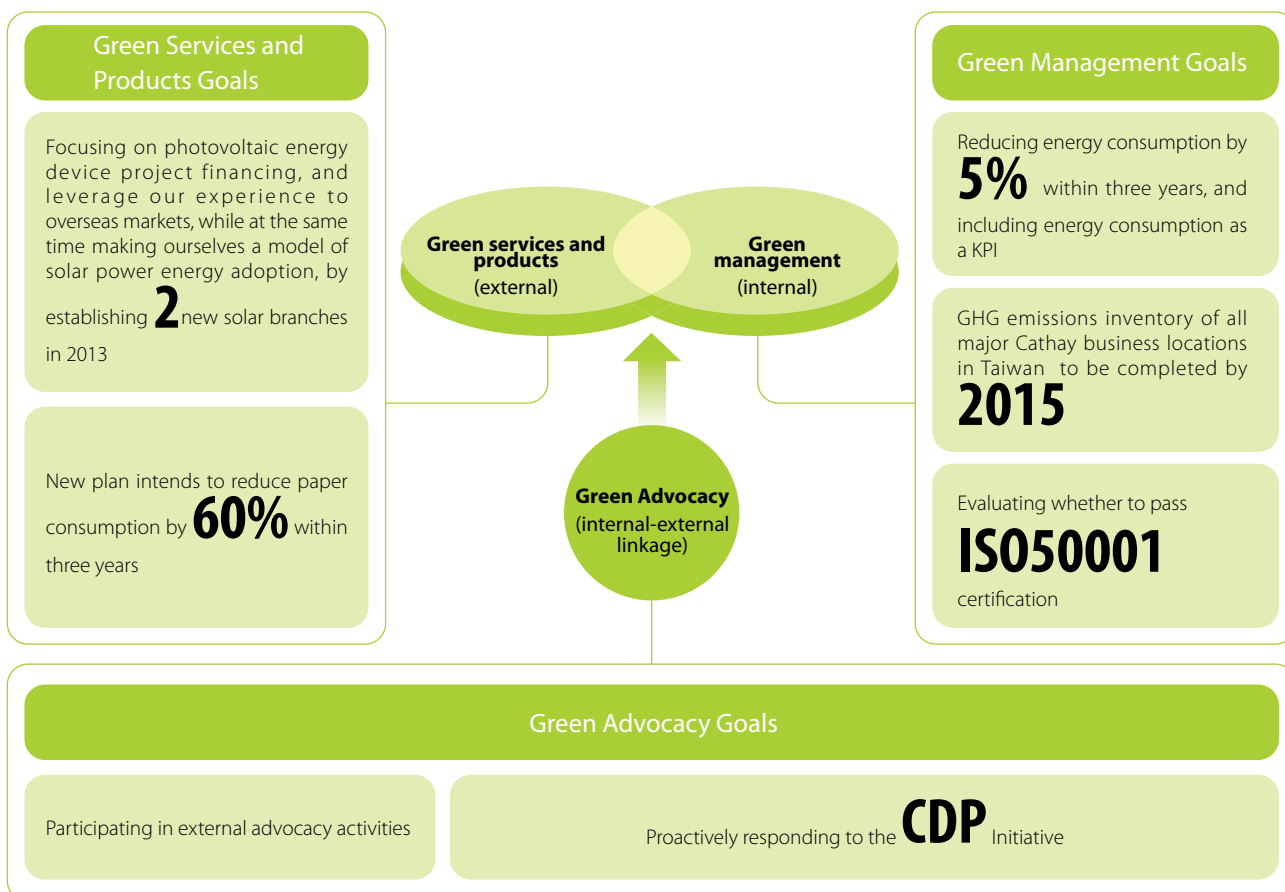 Green Services and
Products Goals
Focusing on photovoltaic energy
device project financing, and
leverage our experience to
overseas markets, while at the same
time making ourselves a model of
solar power energy adoption, by
establishing 2 new solar branches
in 2013
New plan intends to reduce paper
consumption by 60% within
three years
Green services and
products
(external)
Green
management
(internal)
Green Advocacy
(internal-external
linkage)
Green Management Goals
Reducing energy consumption by
5% within three years, and
including energy consumption as
a KPI
GHG emissions inventory of all
major Cathay business locations
in Taiwan to be completed by
2015
Evaluating whether to pass
ISO50001
certification
Green Advocacy Goals
Participating in external advocacy activities
Proactively responding to the CDP Initiative